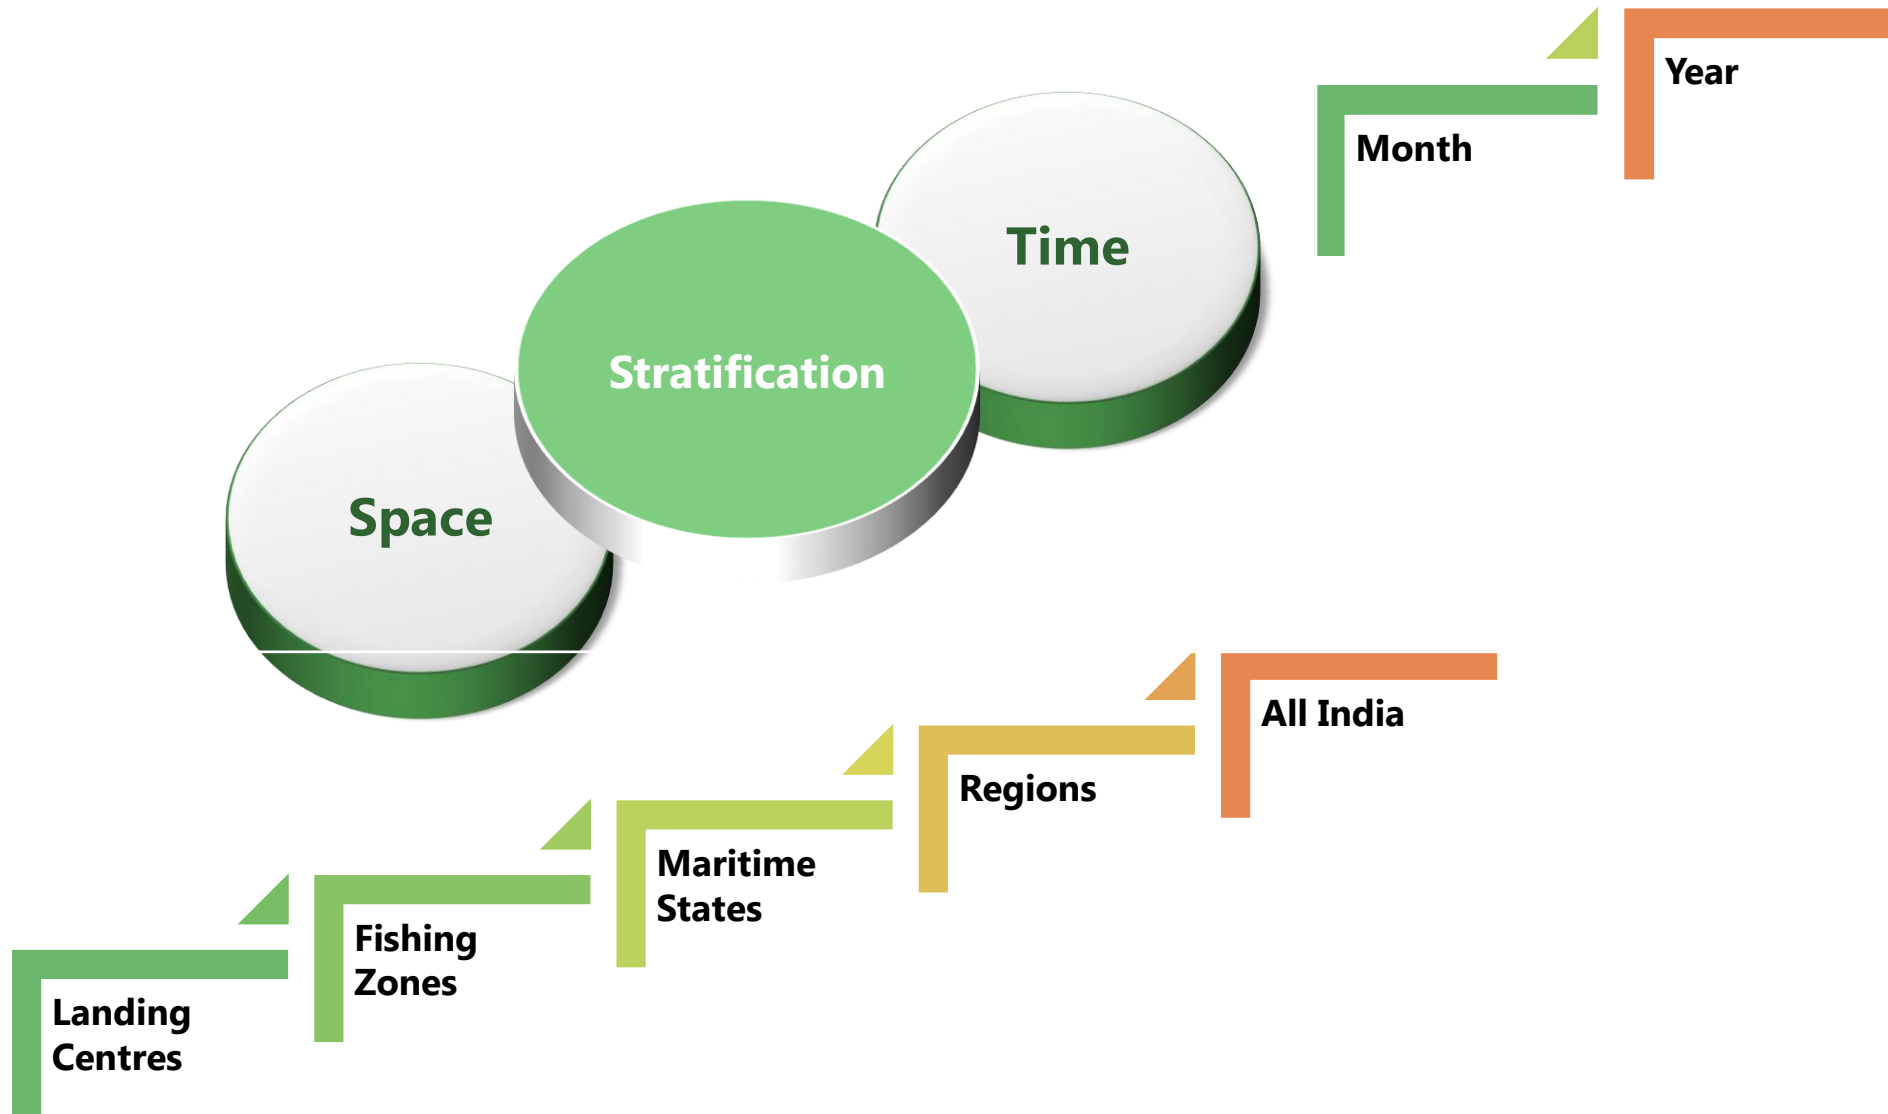 Year
Month
Time
Stratification
Space
All India
Regions
Maritime
States
Fishing
Zones
Landing
Centres